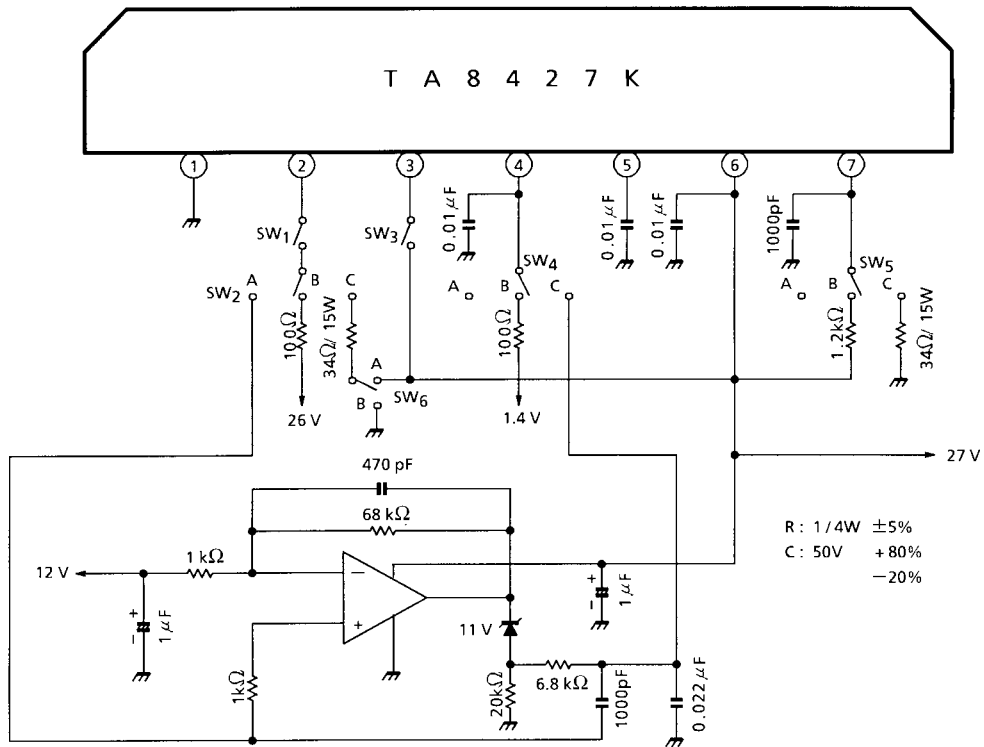 T A 8 4 2 7 K
1 2 3 4 5 6 7
0.01 μF
0.01 μF
0.01 μF
1000pF
SW1
SW3
SW4
SW5
SW2 A
B
C
A
B
C
A
B
C
100Ω
34Ω/15W
100Ω
1.2kΩ
34Ω/15W
A
B
SW6
26 V
1.4 V
27 V
470 pF
68 kΩ
R : 1/4W ±5%
C : 50V +80%
−20%
12 V
1 kΩ
−
+
+
−
1 μF
+
−
1 μF
11 V
1kΩ
20kΩ
6.8 kΩ
1000pF
0.022 μF